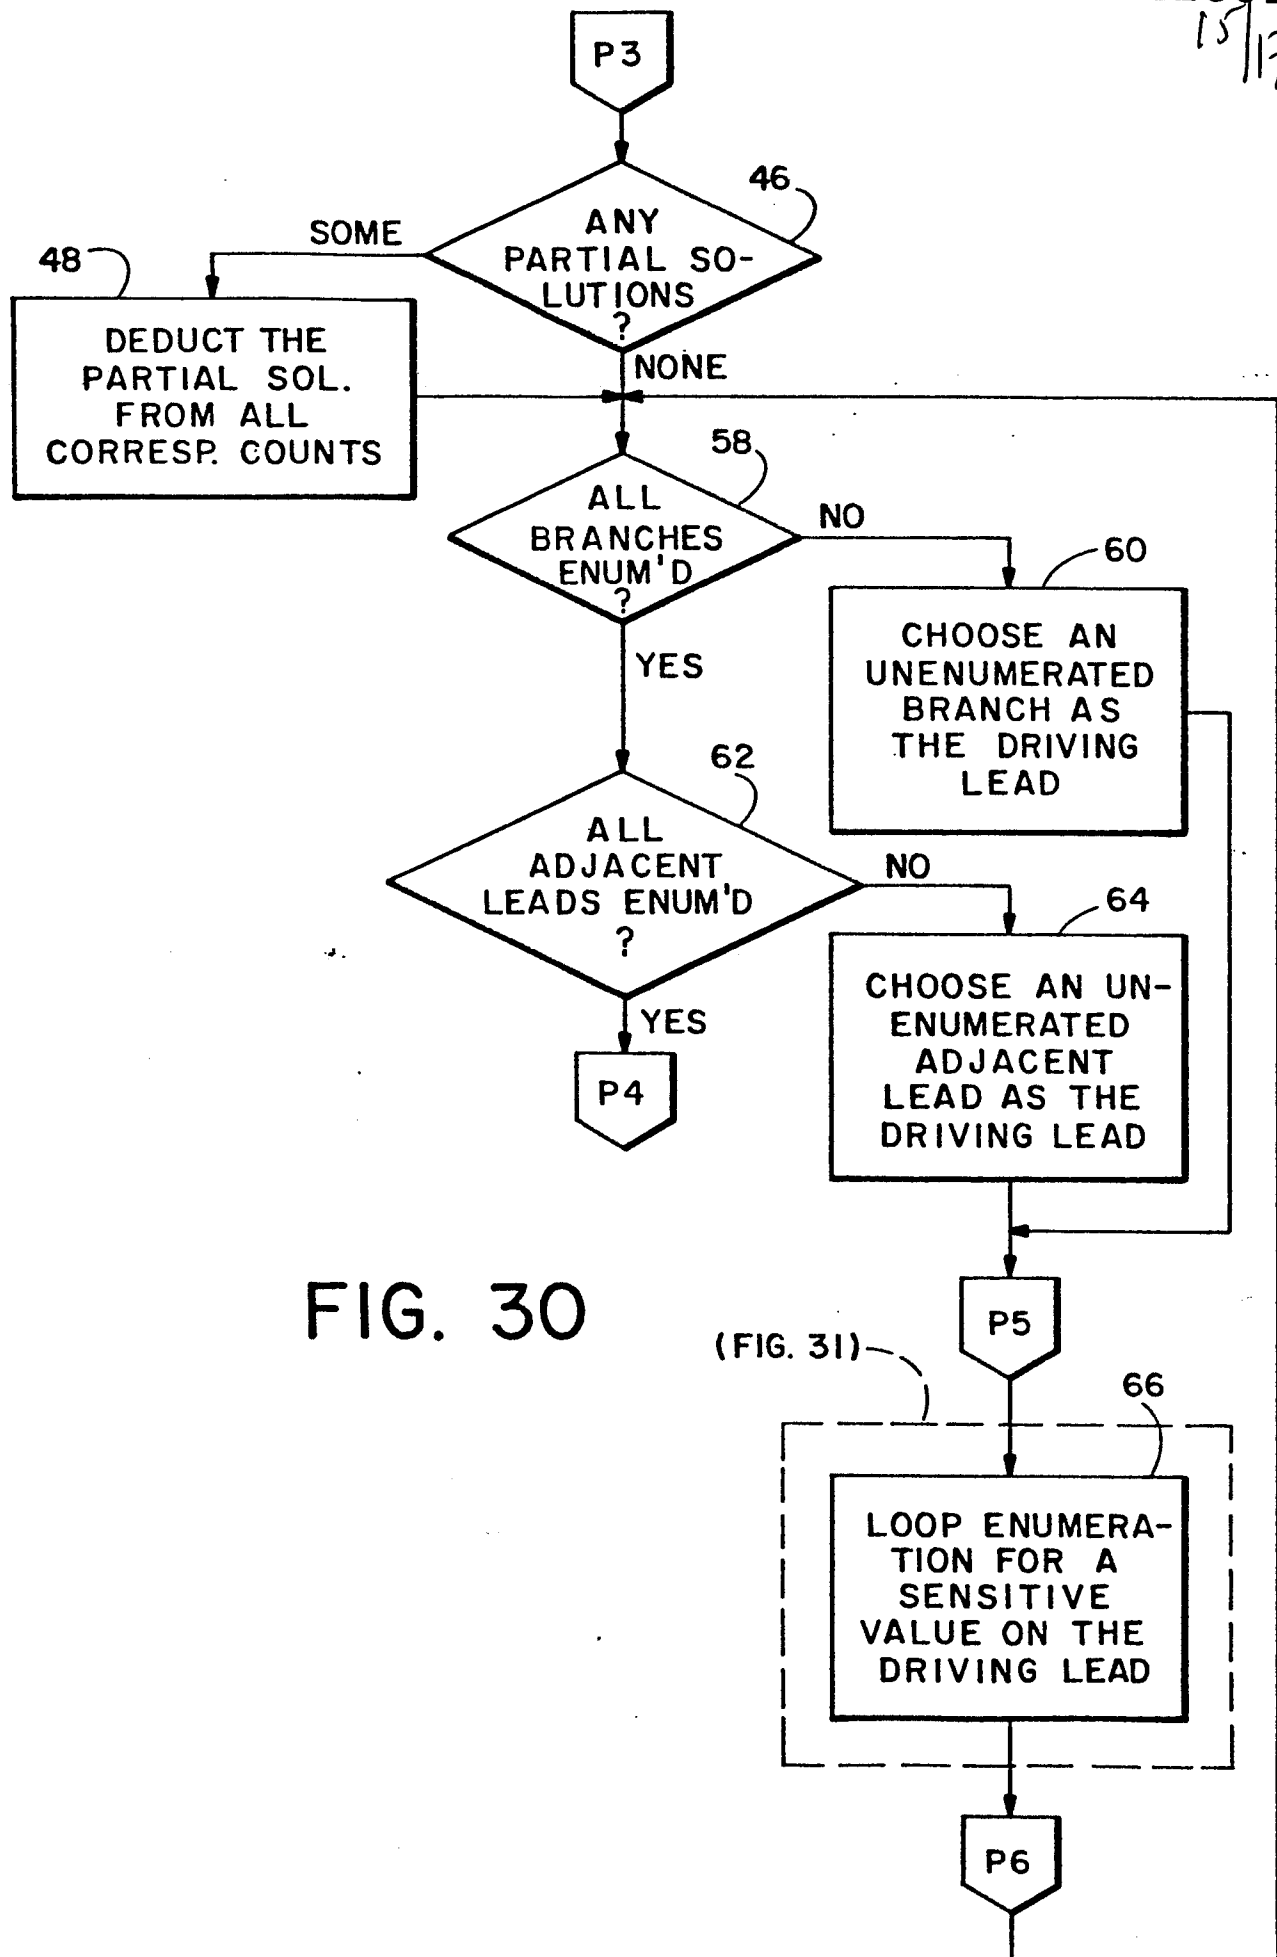 15/
P3
46
ANY
PARTIAL SO-
LUTIONS
?
SOME
48
DEDUCT THE
PARTIAL SOL.
FROM ALL
CORRESP. COUNTS
NONE
58
ALL
BRANCHES
ENUM'D
?
NO
60
CHOOSE AN
UNENUMERATED
BRANCH AS
THE DRIVING
LEAD
YES
62
ALL
ADJACENT
LEADS ENUM'D
?
NO
64
CHOOSE AN UN-
ENUMERATED
ADJACENT
LEAD AS THE
DRIVING LEAD
YES
P4
FIG. 30
P5
(FIG. 31)
66
LOOP ENUMERA-
TION FOR A
SENSITIVE
VALUE ON THE
DRIVING LEAD
P6